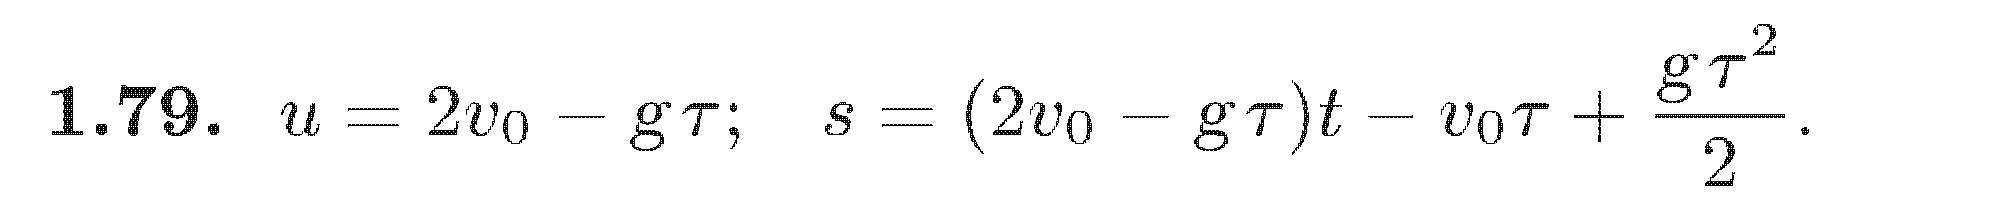 1.79. u = 2v₀ − gτ; s = (2v₀ − gτ)t − v₀τ + gτ²/2.